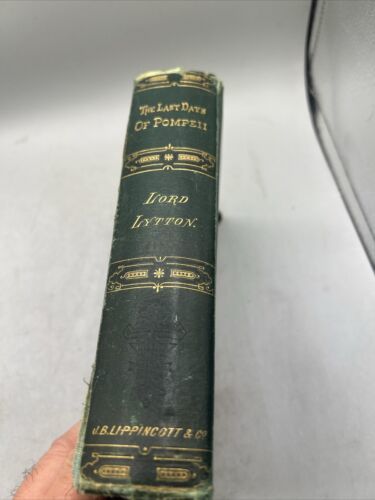 The Last Days
Of Pompeii
Lord
Lytton.
J.B. Lippincott & Co